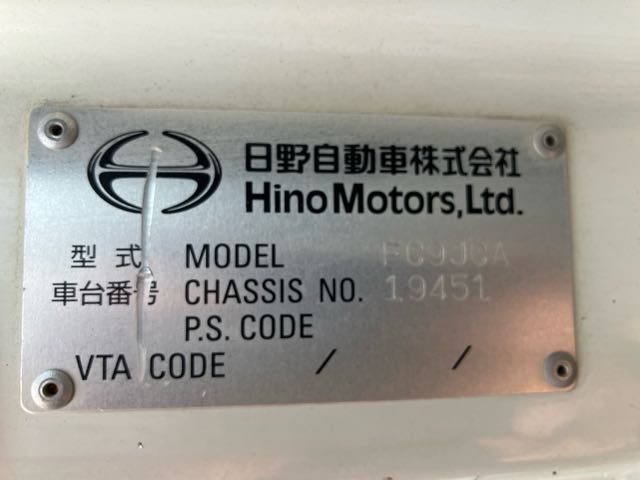 日野自動車株式会社
Hino Motors, Ltd.
型式 MODEL FC9JCA
車台番号 CHASSIS NO. 19451
P.S. CODE
VTA CODE / /